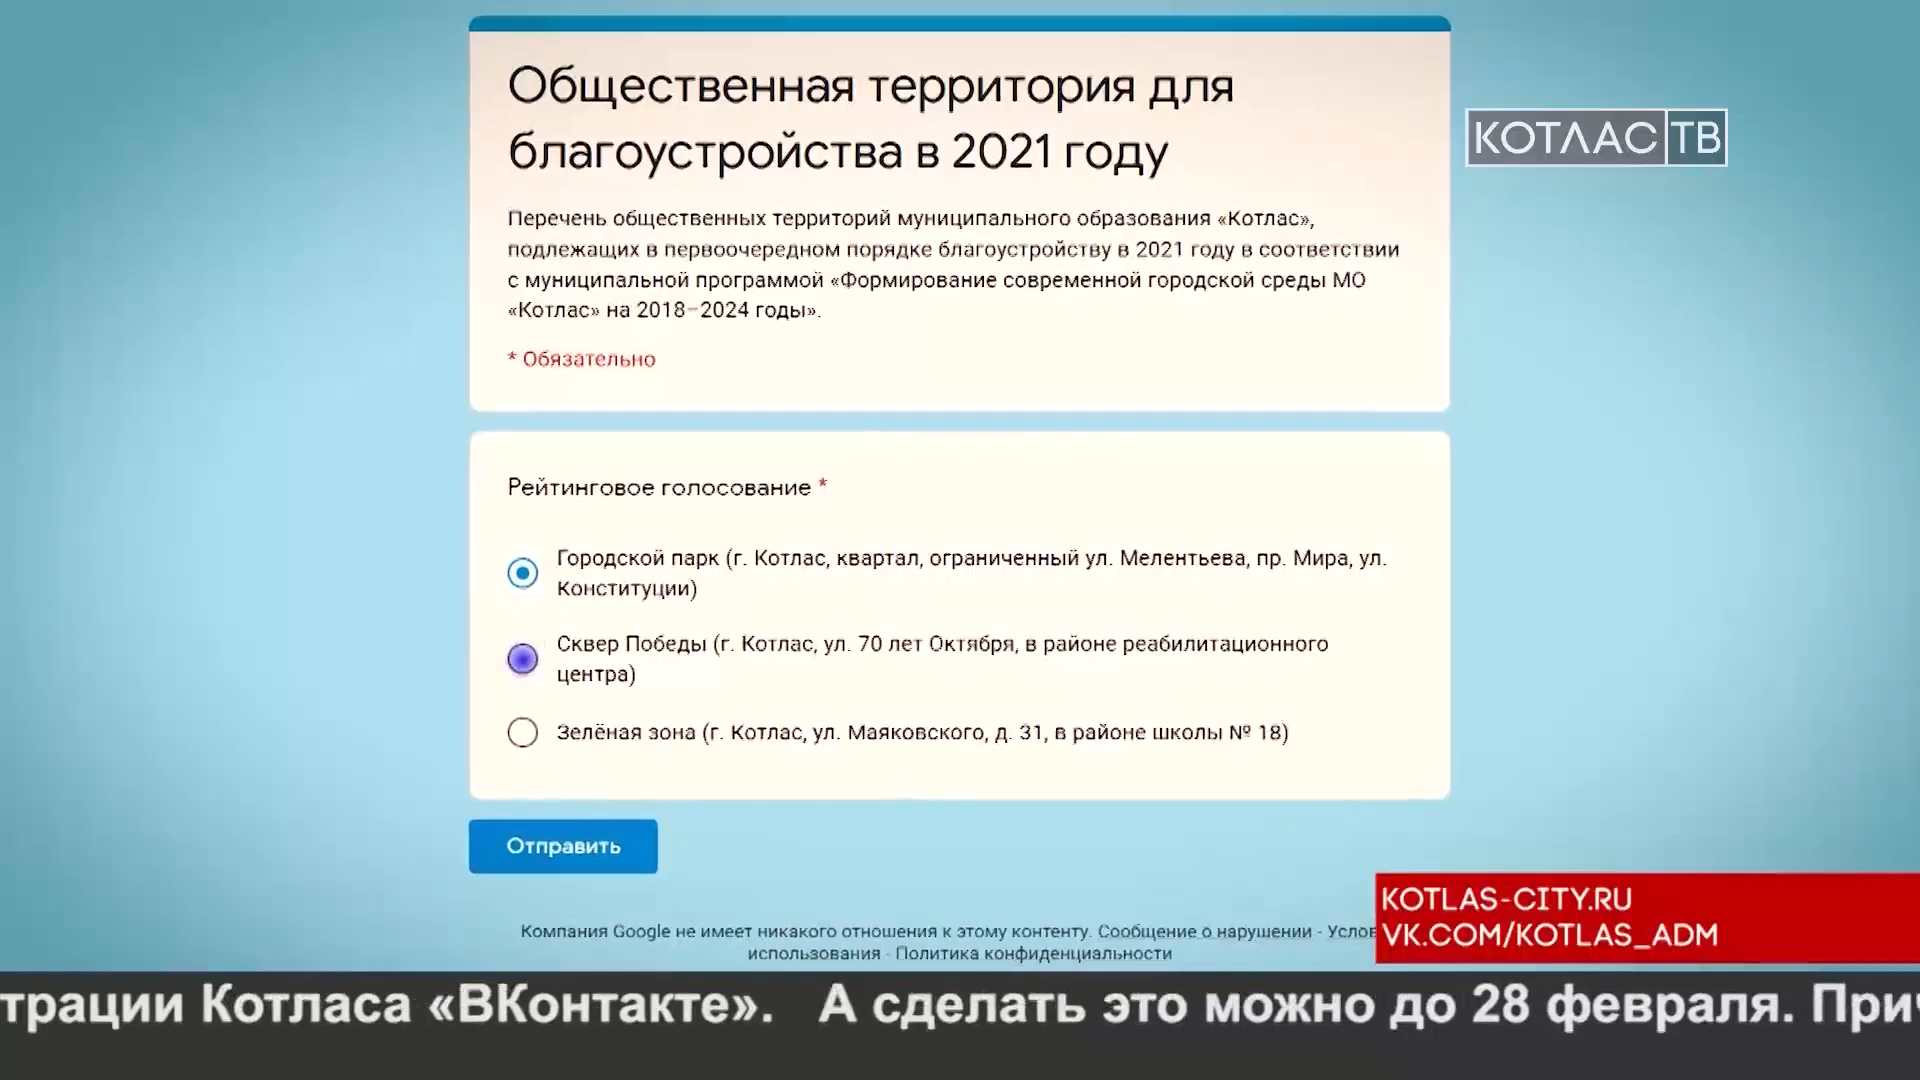 Общественная территория для
благоустройства в 2021 году
КОТЛАС ТВ
Перечень общественных территорий муниципального образования «Котлас»,
подлежащих в первоочередном порядке благоустройству в 2021 году в соответствии
с муниципальной программой «Формирование современной городской среды МО
«Котлас» на 2018–2024 годы».
* Обязательно
Рейтинговое голосование *
Городской парк (г. Котлас, квартал, ограниченный ул. Мелентьева, пр. Мира, ул.
Конституции)
Сквер Победы (г. Котлас, ул. 70 лет Октября, в районе реабилитационного
центра)
Зелёная зона (г. Котлас, ул. Маяковского, д. 31, в районе школы № 18)
Отправить
Компания Google не имеет никакого отношения к этому контенту. Сообщение о нарушении - Услов
использования - Политика конфиденциальности
KOTLAS-CITY.RU
VK.COM/KOTLAS_ADM
трации Котласа «ВКонтакте». А сделать это можно до 28 февраля. Прич